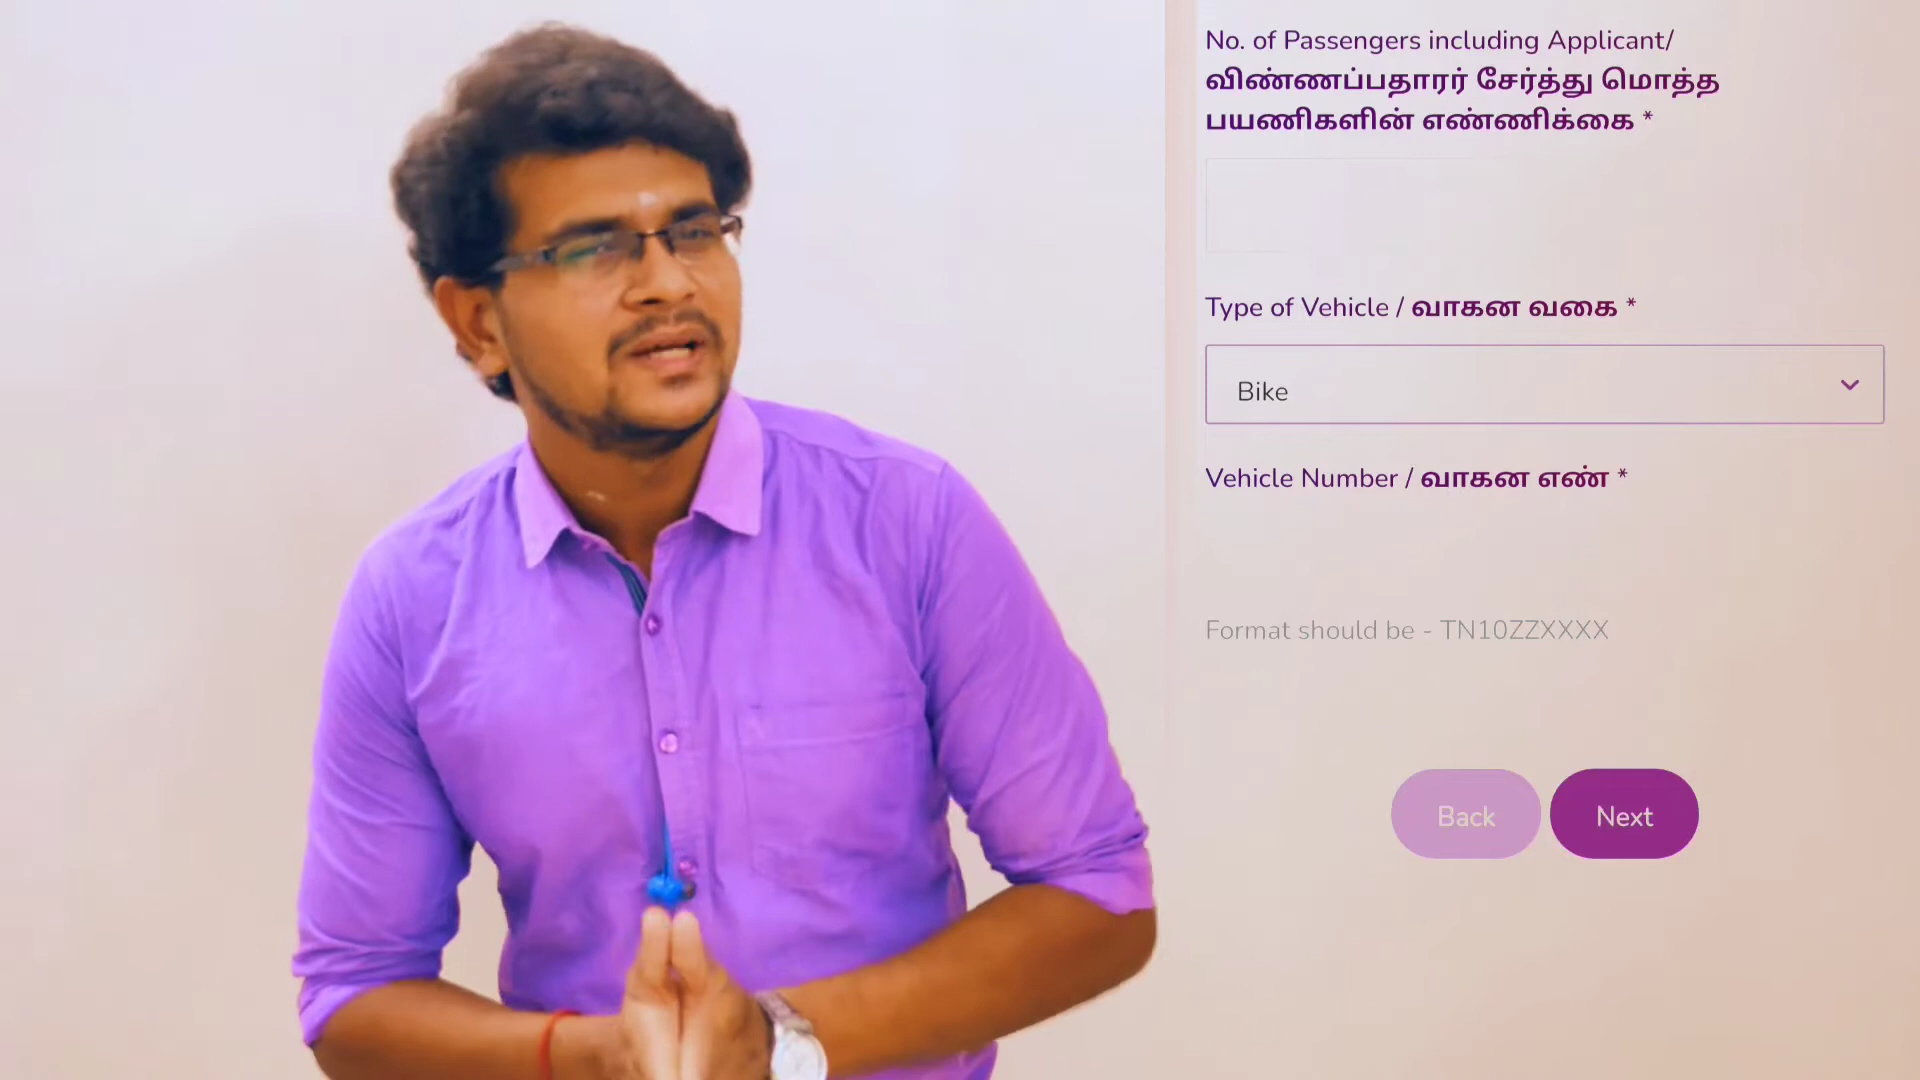 No. of Passengers including Applicant/
விண்ணப்பதாரர் சேர்த்து மொத்த
பயணிகளின் எண்ணிக்கை *
Type of Vehicle / வாகன வகை *
Bike
Vehicle Number / வாகன எண் *
Format should be - TN10ZZXXXX
Back
Next